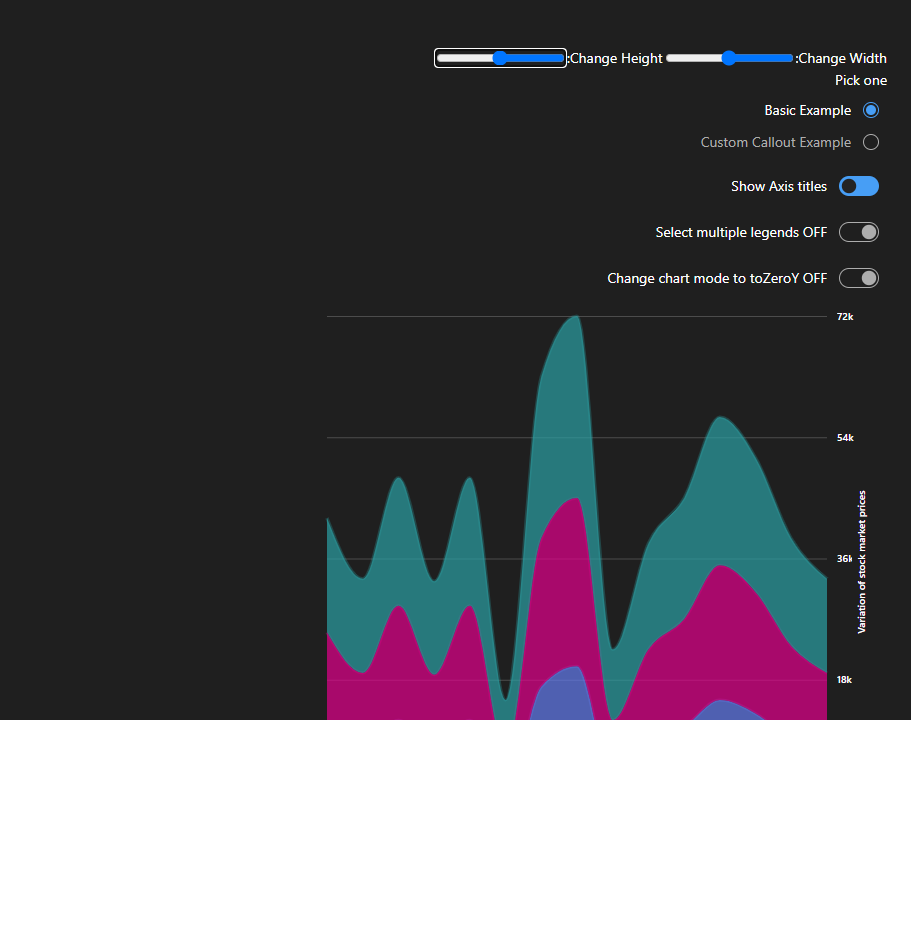 :Change Width
:Change Height
Pick one
Basic Example
Custom Callout Example
Show Axis titles
Select multiple legends OFF
Change chart mode to toZeroY OFF
72k
54k
36k
18k
Variation of stock market prices